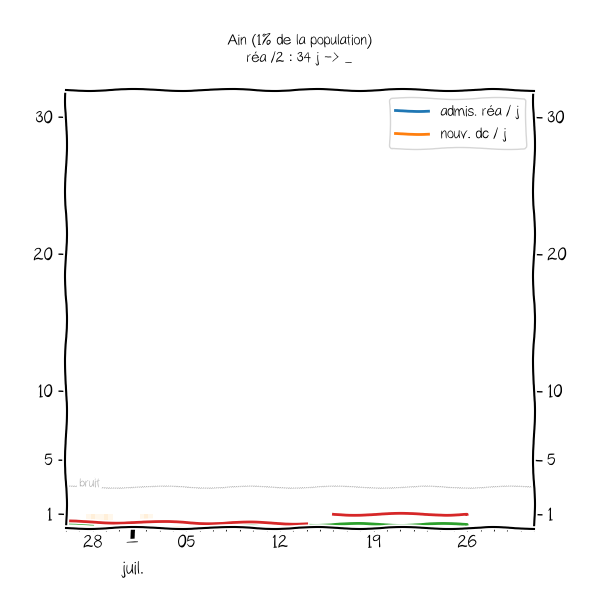 Ain (1% de la population)
réa /2 : 34 j -> _
admis. réa / j
nouv. dc / j
30
30
20
20
10
10
5
5
bruit
1
1
28
1
05
12
19
26
juil.